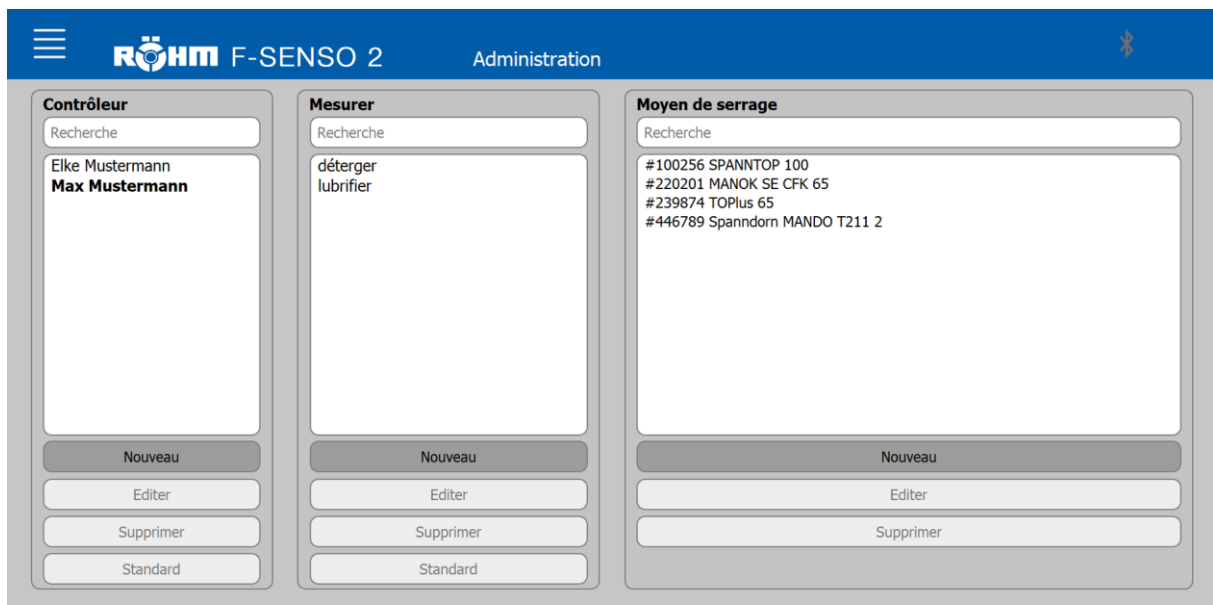 RÖHM F-SENSO 2 Administration
Contrôleur
Recherche
Elke Mustermann
Max Mustermann
Nouveau
Editer
Supprimer
Standard
Mesurer
Recherche
déterger
lubrifier
Nouveau
Editer
Supprimer
Standard
Moyen de serrage
Recherche
#100256 SPANNTOP 100
#220201 MANOK SE CFK 65
#239874 TOPlus 65
#446789 Spanndorn MANDO T211 2
Nouveau
Editer
Supprimer